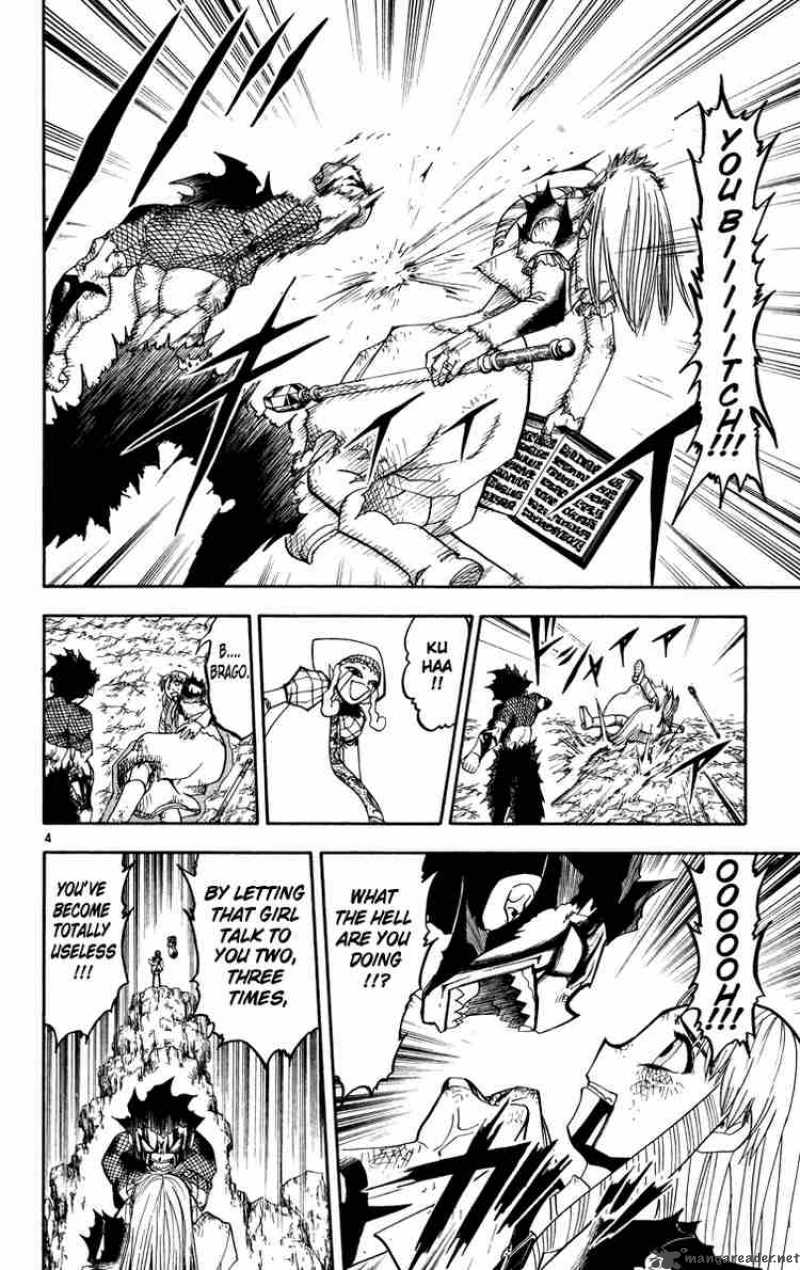 YOU BIIIIITCH!!!
KU
HAA
!!
B....
BRAGO.
4
OOOOOH!!!
WHAT
THE HELL
ARE YOU
DOING
!!?
BY LETTING
THAT GIRL
TALK TO
YOU TWO,
THREE
TIMES,
YOU'VE
BECOME
TOTALLY
USELESS
!!!
mangareader.net